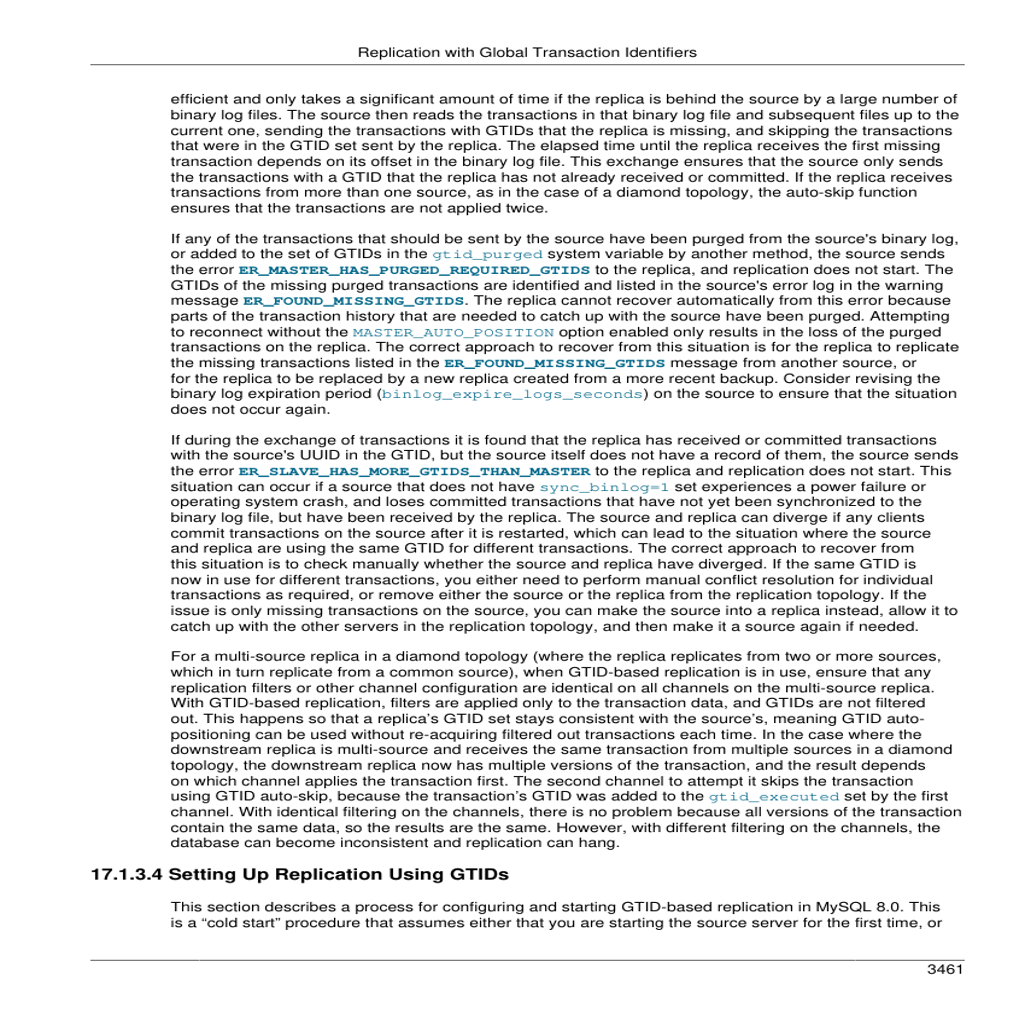 Replication with Global Transaction Identifiers
efficient and only takes a significant amount of time if the replica is behind the source by a large number of
binary log files. The source then reads the transactions in that binary log file and subsequent files up to the
current one, sending the transactions with GTIDs that the replica is missing, and skipping the transactions
that were in the GTID set sent by the replica. The elapsed time until the replica receives the first missing
transaction depends on its offset in the binary log file. This exchange ensures that the source only sends
the transactions with a GTID that the replica has not already received or committed. If the replica receives
transactions from more than one source, as in the case of a diamond topology, the auto-skip function
ensures that the transactions are not applied twice.
If any of the transactions that should be sent by the source have been purged from the source's binary log,
or added to the set of GTIDs in the gtid_purged system variable by another method, the source sends
the error ER_MASTER_HAS_PURGED_REQUIRED_GTIDS to the replica, and replication does not start. The
GTIDs of the missing purged transactions are identified and listed in the source's error log in the warning
message ER_FOUND_MISSING_GTIDS. The replica cannot recover automatically from this error because
parts of the transaction history that are needed to catch up with the source have been purged. Attempting
to reconnect without the MASTER_AUTO_POSITION option enabled only results in the loss of the purged
transactions on the replica. The correct approach to recover from this situation is for the replica to replicate
the missing transactions listed in the ER_FOUND_MISSING_GTIDS message from another source, or
for the replica to be replaced by a new replica created from a more recent backup. Consider revising the
binary log expiration period (binlog_expire_logs_seconds) on the source to ensure that the situation
does not occur again.
If during the exchange of transactions it is found that the replica has received or committed transactions
with the source's UUID in the GTID, but the source itself does not have a record of them, the source sends
the error ER_SLAVE_HAS_MORE_GTIDS_THAN_MASTER to the replica and replication does not start. This
situation can occur if a source that does not have sync_binlog=1 set experiences a power failure or
operating system crash, and loses committed transactions that have not yet been synchronized to the
binary log file, but have been received by the replica. The source and replica can diverge if any clients
commit transactions on the source after it is restarted, which can lead to the situation where the source
and replica are using the same GTID for different transactions. The correct approach to recover from
this situation is to check manually whether the source and replica have diverged. If the same GTID is
now in use for different transactions, you either need to perform manual conflict resolution for individual
transactions as required, or remove either the source or the replica from the replication topology. If the
issue is only missing transactions on the source, you can make the source into a replica instead, allow it to
catch up with the other servers in the replication topology, and then make it a source again if needed.
For a multi-source replica in a diamond topology (where the replica replicates from two or more sources,
which in turn replicate from a common source), when GTID-based replication is in use, ensure that any
replication filters or other channel configuration are identical on all channels on the multi-source replica.
With GTID-based replication, filters are applied only to the transaction data, and GTIDs are not filtered
out. This happens so that a replica’s GTID set stays consistent with the source’s, meaning GTID auto-
positioning can be used without re-acquiring filtered out transactions each time. In the case where the
downstream replica is multi-source and receives the same transaction from multiple sources in a diamond
topology, the downstream replica now has multiple versions of the transaction, and the result depends
on which channel applies the transaction first. The second channel to attempt it skips the transaction
using GTID auto-skip, because the transaction’s GTID was added to the gtid_executed set by the first
channel. With identical filtering on the channels, there is no problem because all versions of the transaction
contain the same data, so the results are the same. However, with different filtering on the channels, the
database can become inconsistent and replication can hang.
17.1.3.4 Setting Up Replication Using GTIDs
This section describes a process for configuring and starting GTID-based replication in MySQL 8.0. This
is a “cold start” procedure that assumes either that you are starting the source server for the first time, or
3461